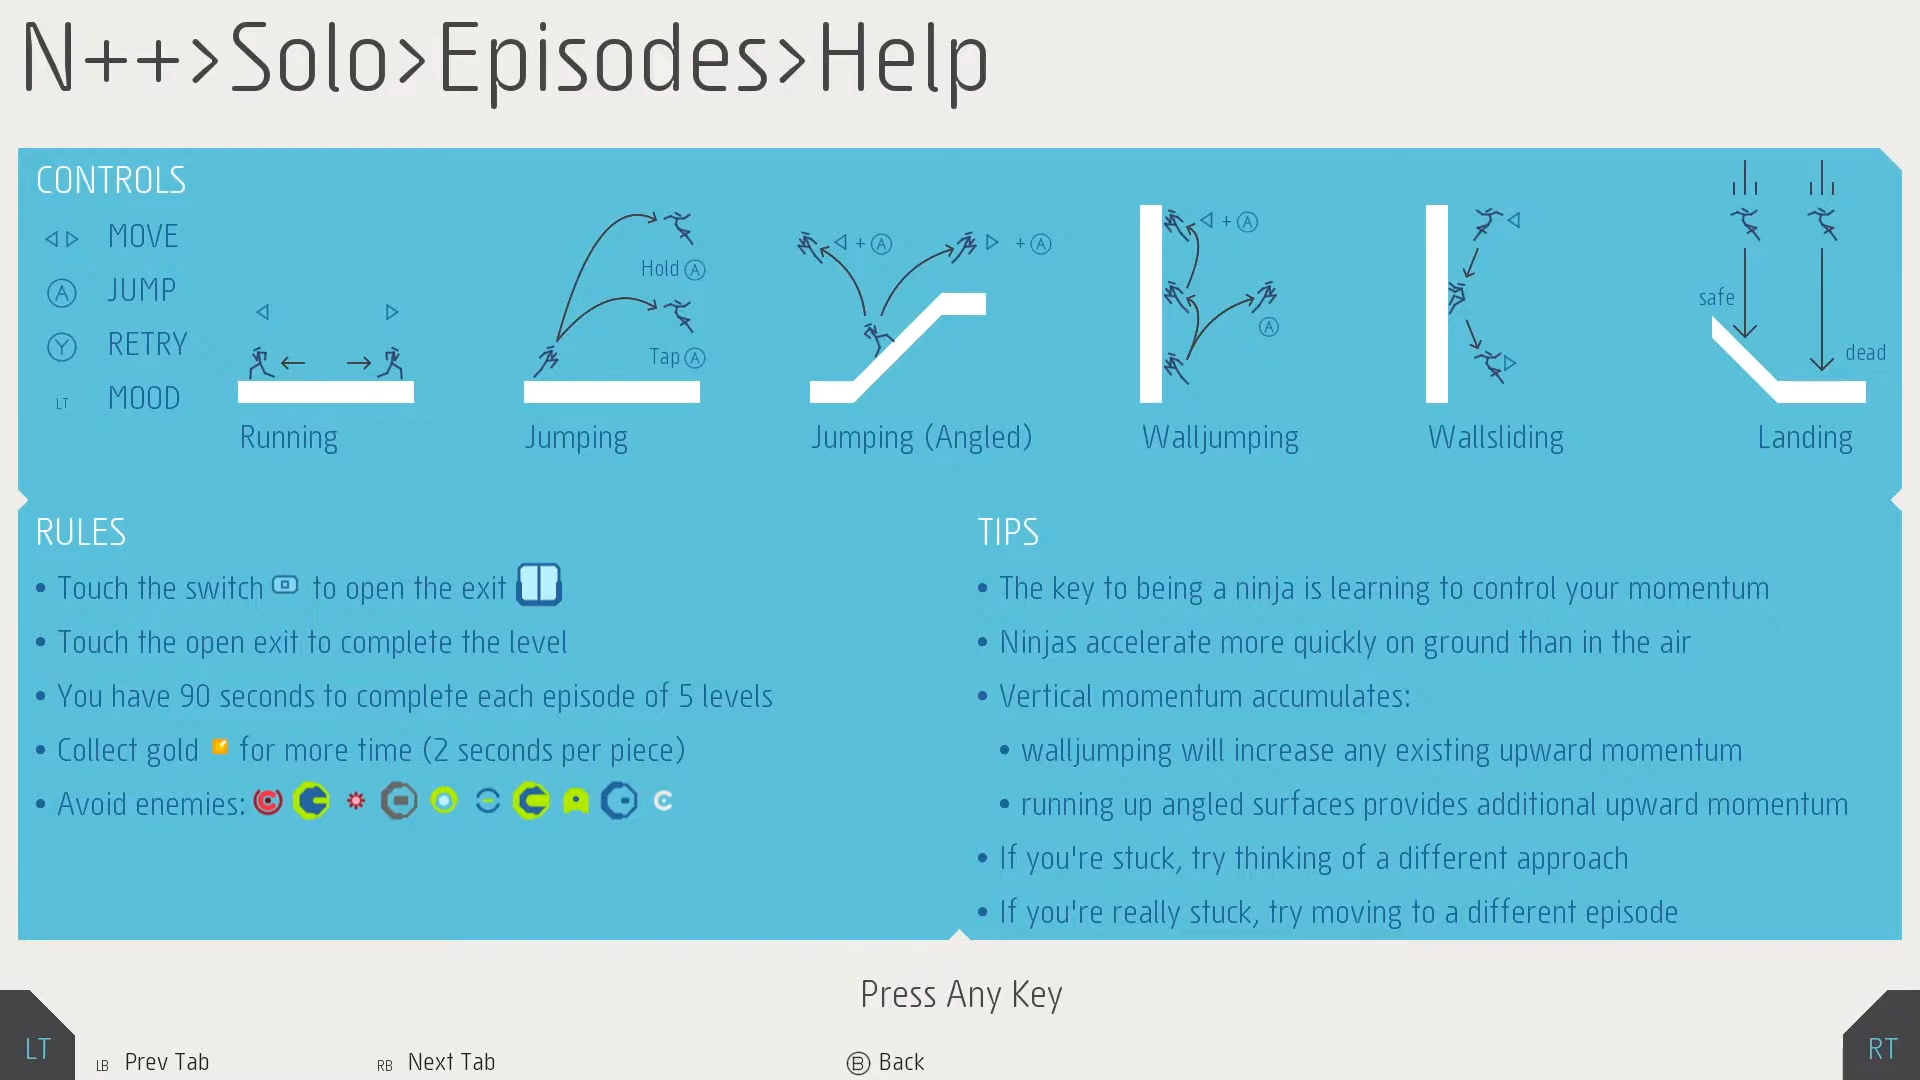 N++>Solo>Episodes>Help
CONTROLS
MOVE
A JUMP
Y RETRY
LT MOOD
Running
Hold A
Tap A
Jumping
+ A
+ A
Jumping (Angled)
+ A
A
Walljumping
Wallsliding
safe
dead
Landing
RULES
• Touch the switch to open the exit
• Touch the open exit to complete the level
• You have 90 seconds to complete each episode of 5 levels
• Collect gold for more time (2 seconds per piece)
• Avoid enemies:
TIPS
• The key to being a ninja is learning to control your momentum
• Ninjas accelerate more quickly on ground than in the air
• Vertical momentum accumulates:
• walljumping will increase any existing upward momentum
• running up angled surfaces provides additional upward momentum
• If you're stuck, try thinking of a different approach
• If you're really stuck, try moving to a different episode
Press Any Key
LT
LB Prev Tab
RB Next Tab
B Back
RT